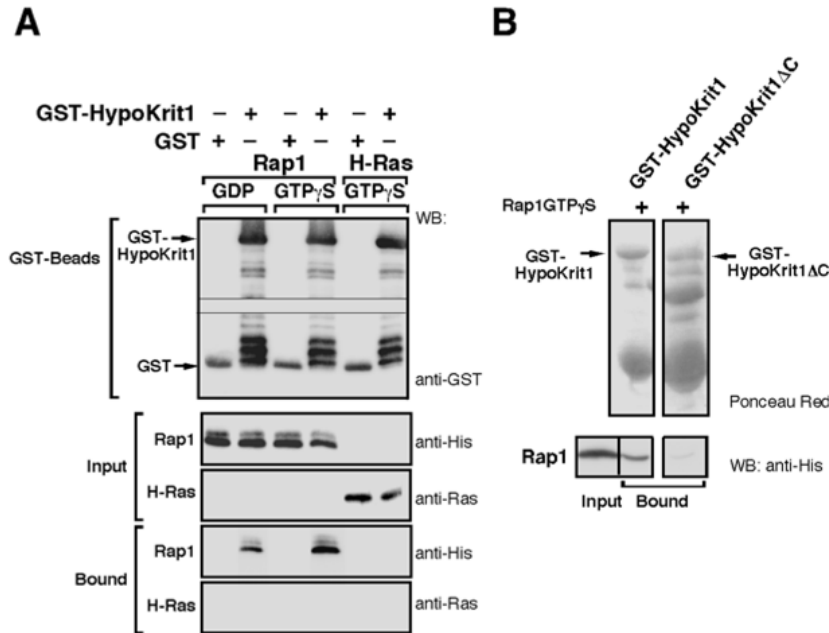 A
GST-HypoKrit1 – + – + – +
GST + – + – + –
Rap1 H-Ras
GDP GTPγS GTPγS
WB:
GST-Beads
GST-
HypoKrit1
GST
anti-GST
Input
Rap1
anti-His
H-Ras
anti-Ras
Bound
Rap1
anti-His
H-Ras
anti-Ras
B
GST-HypoKrit1
GST-HypoKrit1ΔC
Rap1GTPγS + +
GST-
HypoKrit1
GST-
HypoKrit1ΔC
Ponceau Red
Rap1
WB: anti-His
Input Bound